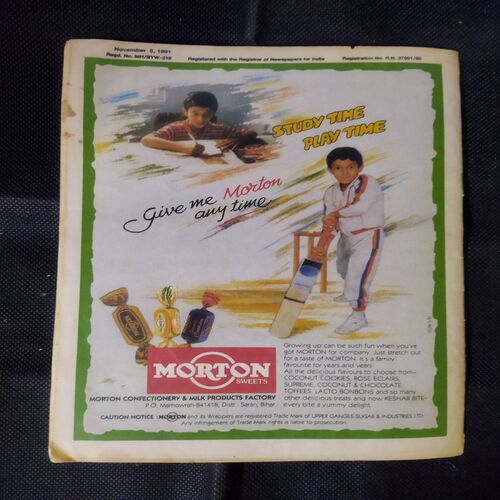 November 5, 1991
Regd. No. MH/BYW-318
Registered with the Registrar of Newspapers for India
Registration No. R.N. 37001/80
STUDY TIME
PLAY TIME
Give me Morton
any time
MORTON
SWEETS
MORTON CONFECTIONERY & MILK PRODUCTS FACTORY
P.O. Marhowrah-841418, Distt : Saran, Bihar
Growing up can be such fun when you've
got MORTON for company. Just stretch out
for a taste of MORTON. It's a family
favourite for years and years.
All the delicious flavours to choose from—
COCONUT COOKIES, ROSE ECLAIRS,
SUPREME, COCONUT & CHOCOLATE
TOFFEES, LACTO BONBONS and so many
other delicious treats and now KESHAR BITE-
every bite a yummy delight.
CAUTION NOTICE : MORTON and its Wrappers are registered Trade Mark of UPPER GANGES SUGAR & INDUSTRIES LTD.
Any infringement of Trade Mark rights is liable to prosecution.